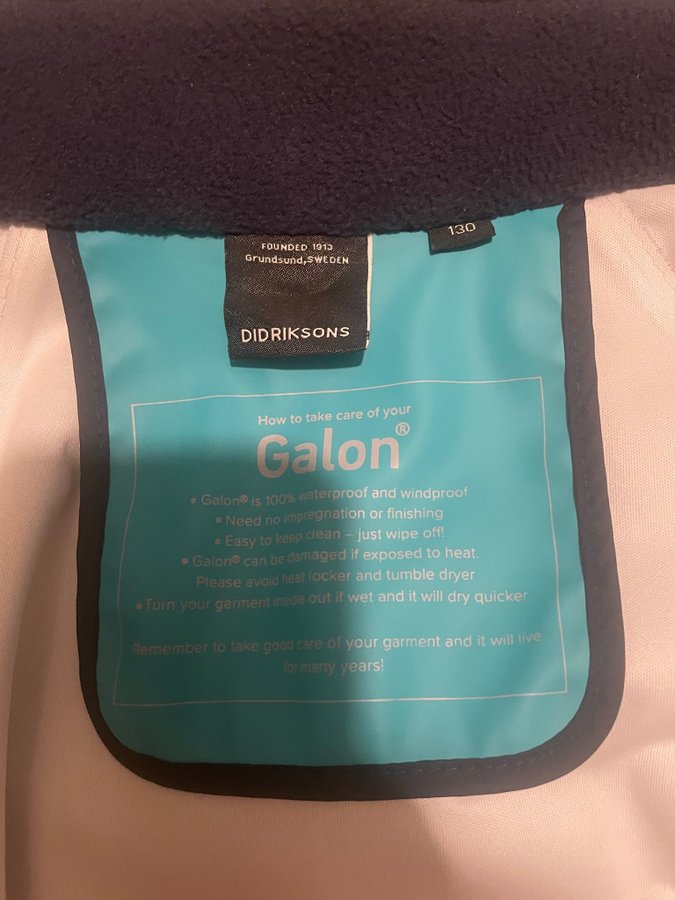 FOUNDED 1913
Grundsund, SWEDEN
DIDRIKSONS
130
How to take care of your
Galon®
• Galon® is 100% waterproof and windproof
• Need no impregnation or finishing
• Easy to keep clean – just wipe off!
• Galon® can be damaged if exposed to heat.
Please avoid heat locker and tumble dryer
• Turn your garment inside out if wet and it will dry quicker
Remember to take good care of your garment and it will live
for many years!